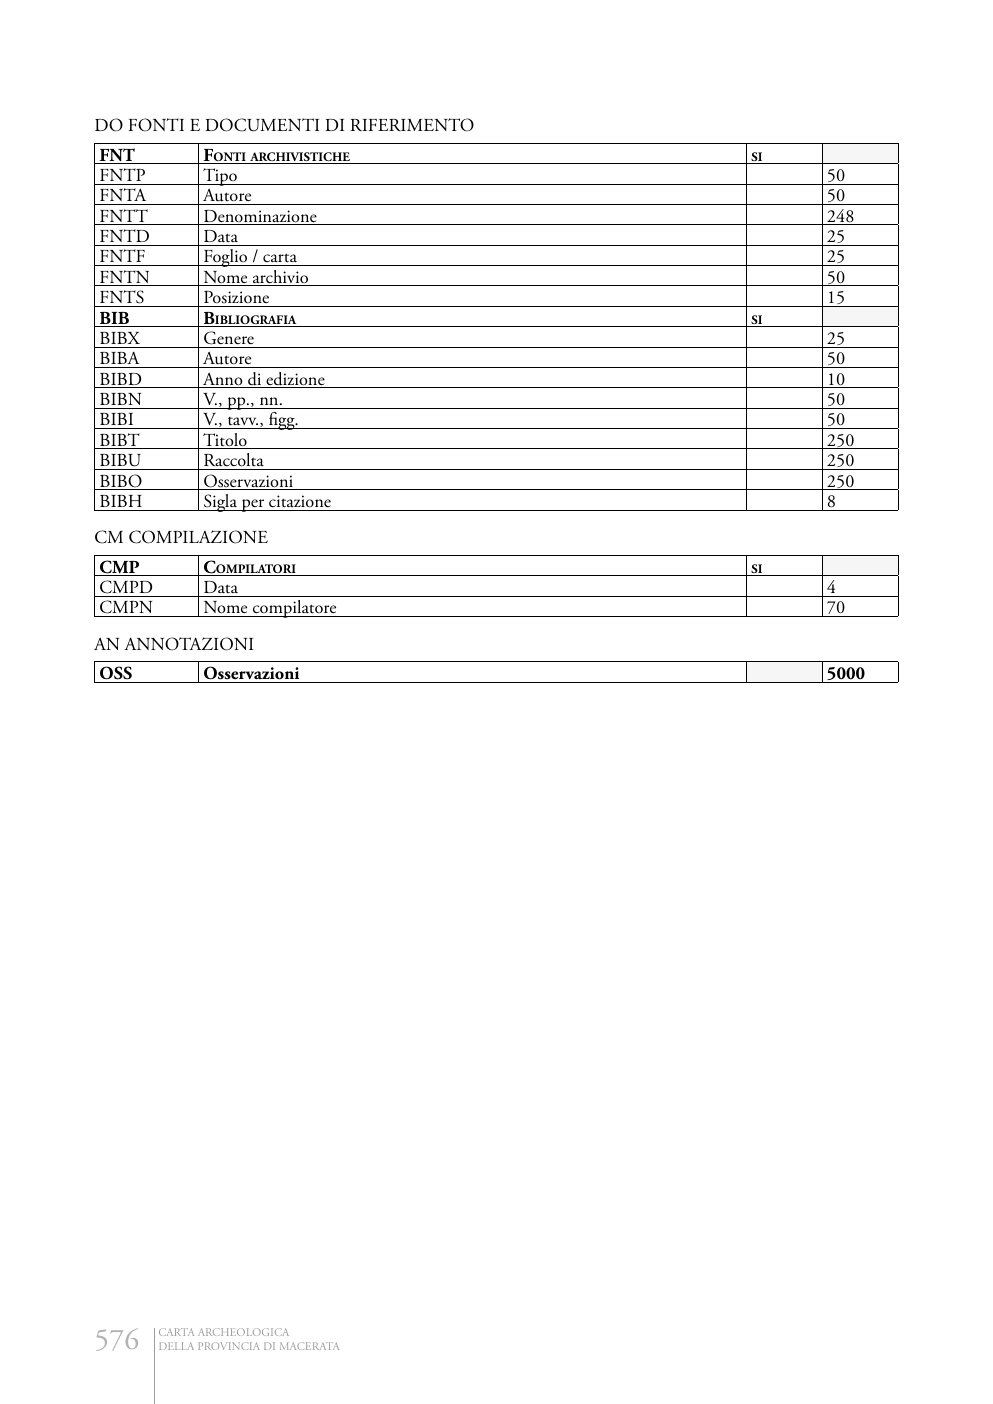 DO FONTI E DOCUMENTI DI RIFERIMENTO
FNT Fonti archivistiche si
FNTP Tipo 50
FNTA Autore 50
FNTT Denominazione 248
FNTD Data 25
FNTF Foglio / carta 25
FNTN Nome archivio 50
FNTS Posizione 15
BIB Bibliografia si
BIBX Genere 25
BIBA Autore 50
BIBD Anno di edizione 10
BIBN V., pp., nn. 50
BIBI V., tavv., figg. 50
BIBT Titolo 250
BIBU Raccolta 250
BIBO Osservazioni 250
BIBH Sigla per citazione 8
CM COMPILAZIONE
CMP Compilatori si
CMPD Data 4
CMPN Nome compilatore 70
AN ANNOTAZIONI
OSS Osservazioni 5000
576 CARTA ARCHEOLOGICA
DELLA PROVINCIA DI MACERATA